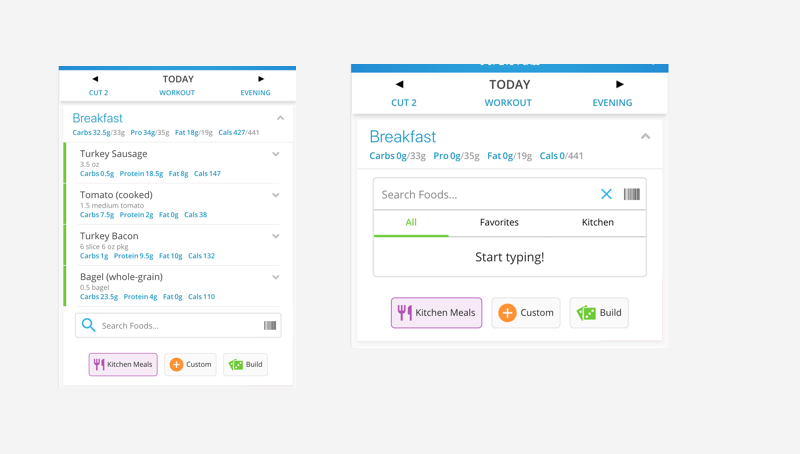 TODAY
CUT 2 WORKOUT EVENING
Breakfast
Carbs 32.5g/33g Pro 34g/35g Fat 18g/19g Cals 427/441
Turkey Sausage
3.5 oz
Carbs 0.5g Protein 18.5g Fat 8g Cals 147
Tomato (cooked)
1.5 medium tomato
Carbs 7.5g Protein 2g Fat 0g Cals 38
Turkey Bacon
6 slice 6 oz pkg
Carbs 1g Protein 9.5g Fat 10g Cals 132
Bagel (whole-grain)
0.5 bagel
Carbs 23.5g Protein 4g Fat 0g Cals 110
Search Foods...
Kitchen Meals Custom Build
TODAY
CUT 2 WORKOUT EVENING
Breakfast
Carbs 0g/33g Pro 0g/35g Fat 0g/19g Cals 0/441
Search Foods...
All Favorites Kitchen
Start typing!
Kitchen Meals Custom Build